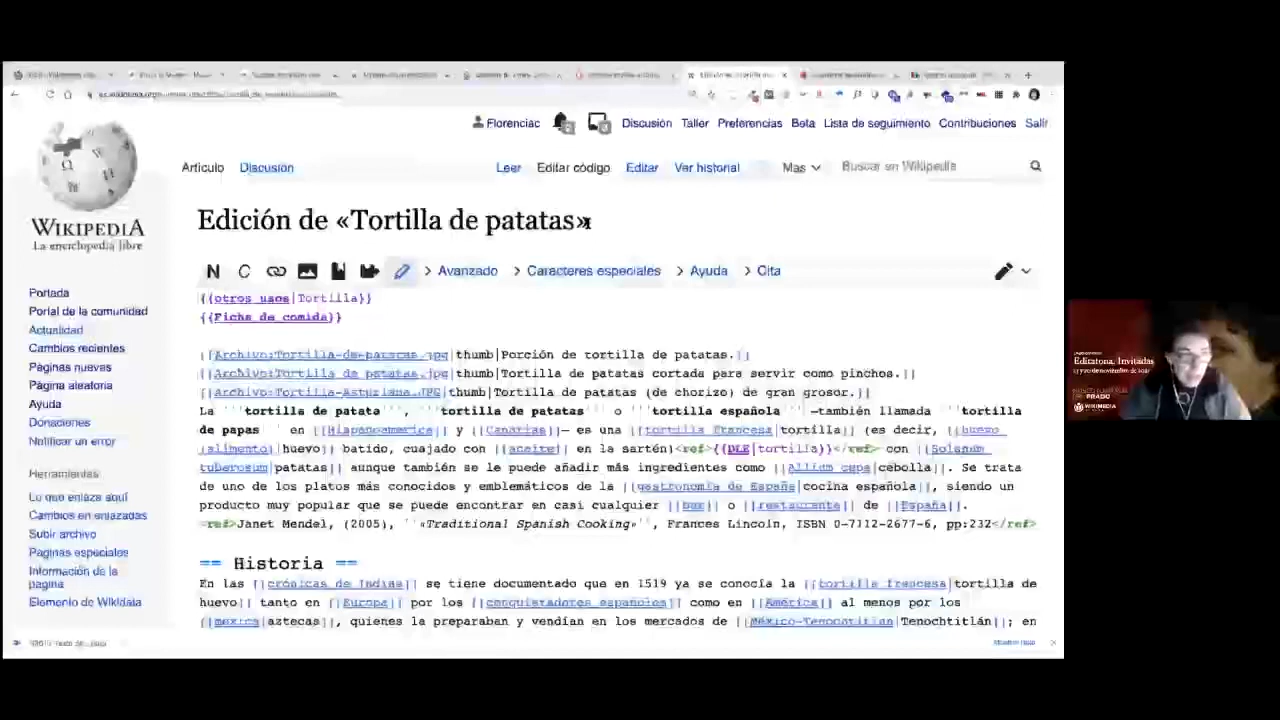 Florenciac Discusión Taller Preferencias Beta Lista de seguimiento Contribuciones Salir
Artículo Discusión Leer Editar código Editar Ver historial Más Buscar en Wikipedia
WIKIPEDIA
La enciclopedia libre
Edición de «Tortilla de patatas»
N C Avanzado Caracteres especiales Ayuda Cita
Portada
Portal de la comunidad
Actualidad
Cambios recientes
Páginas nuevas
Página aleatoria
Ayuda
Donaciones
Notificar un error
Herramientas
Lo que enlaza aquí
Cambios en enlazadas
Subir archivo
Páginas especiales
Información de la
página
Elemento de Wikidata
{{otros usos|Tortilla}}
{{Ficha de comida}}
[[Archivo:Tortilla-de-patatas.jpg|thumb|Porción de tortilla de patatas.]]
[[Archivo:Tortilla de patatas.jpg|thumb|Tortilla de patatas cortada para servir como pinchos.]]
[[Archivo:Tortilla-Asturiana.JPG|thumb|Tortilla de patatas (de chorizo) de gran grosor.]]
La '''tortilla de patata''', '''tortilla de patatas''' o '''tortilla española''' —también llamada '''tortilla
de papas''' en [[Hispanoamérica]] y [[Canarias]]— es una [[tortilla francesa|tortilla]] (es decir, [[huevo
(alimento)|huevo]] batido, cuajado con [[aceite]] en la sartén)<ref>{{DLE|tortilla}}</ref> con [[Solanum
tuberosum|patatas]] aunque también se le puede añadir más ingredientes como [[Allium cepa|cebolla]]. Se trata
de uno de los platos más conocidos y emblemáticos de la [[gastronomía de España|cocina española]], siendo un
producto muy popular que se puede encontrar en casi cualquier [[bar]] o [[restaurante]] de [[España]].
<ref>Janet Mendel, (2005), ''«Traditional Spanish Cooking»'', Frances Lincoln, ISBN 0-7112-2677-6, pp:232</ref>
== Historia ==
En las [[crónicas de Indias]] se tiene documentado que en 1519 ya se conocía la [[tortilla francesa|tortilla de
huevo]] tanto en [[Europa]] por los [[conquistadores españoles]] como en [[América]] al menos por los
[[mexica|aztecas]], quienes la preparaban y vendían en los mercados de [[México-Tenochtitlan|Tenochtitlán]]; en
Editatona, Invitadas
PRADO
WIKIMEDIA